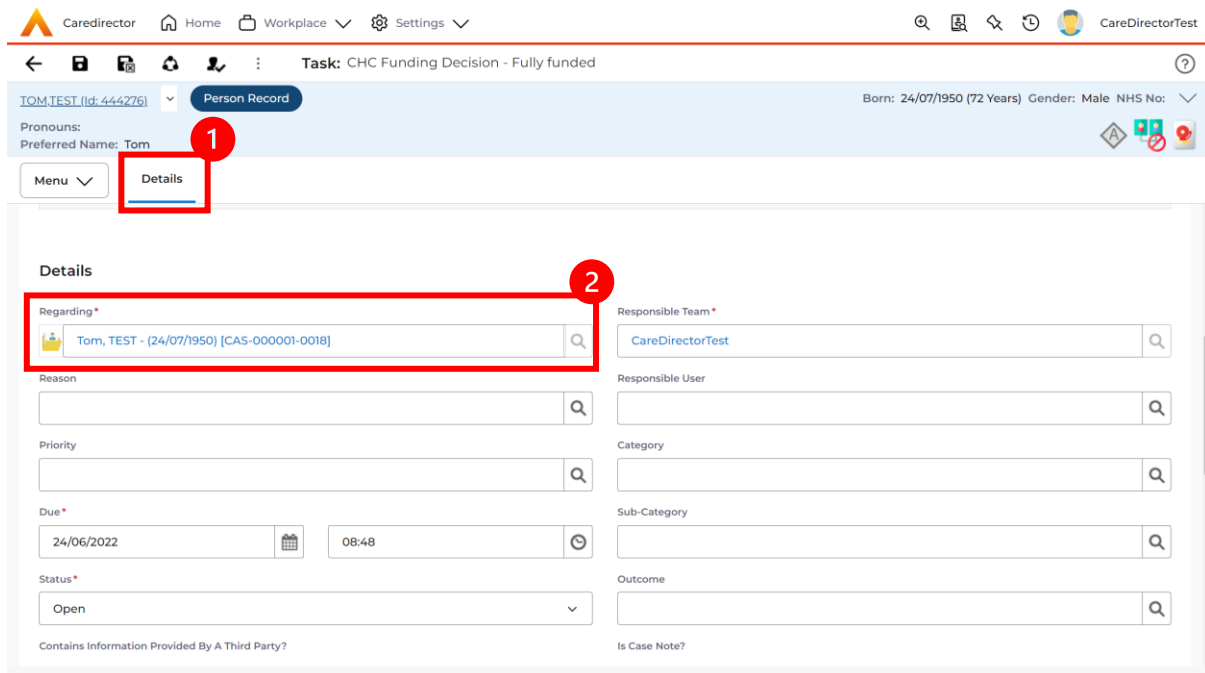 Caredirector Home Workplace Settings CareDirectorTest
Task: CHC Funding Decision - Fully funded
TOM,TEST (Id: 444276) Person Record Born: 24/07/1950 (72 Years) Gender: Male NHS No:
Pronouns:
Preferred Name: Tom
1
Menu Details
Details
2
Regarding* Responsible Team*
Tom, TEST - (24/07/1950) [CAS-000001-0018] CareDirectorTest
Reason Responsible User
Priority Category
Due* Sub-Category
24/06/2022 08:48
Status* Outcome
Open
Contains Information Provided By A Third Party? Is Case Note?